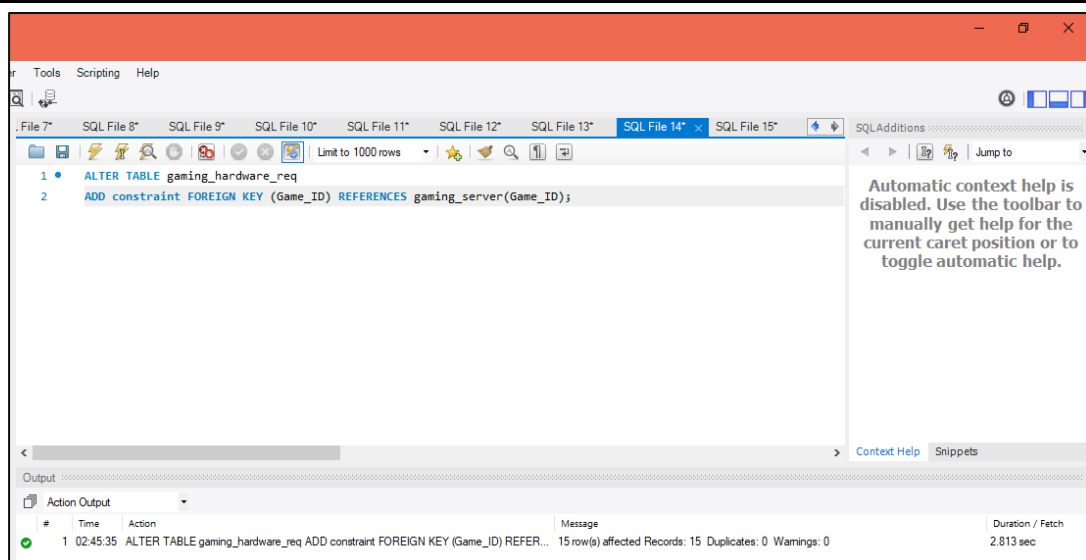 Tools Scripting Help
File 7* SQL File 8* SQL File 9* SQL File 10* SQL File 11* SQL File 12* SQL File 13* SQL File 14* SQL File 15* SQLAdditions
Limit to 1000 rows Jump to
1 ALTER TABLE gaming_hardware_req
2 ADD constraint FOREIGN KEY (Game_ID) REFERENCES gaming_server(Game_ID);
Automatic context help is
disabled. Use the toolbar to
manually get help for the
current caret position or to
toggle automatic help.
Context Help Snippets
Output
Action Output
# Time Action Message Duration / Fetch
1 02:45:35 ALTER TABLE gaming_hardware_req ADD constraint FOREIGN KEY (Game_ID) REFER... 15 row(s) affected Records: 15 Duplicates: 0 Warnings: 0 2.813 sec